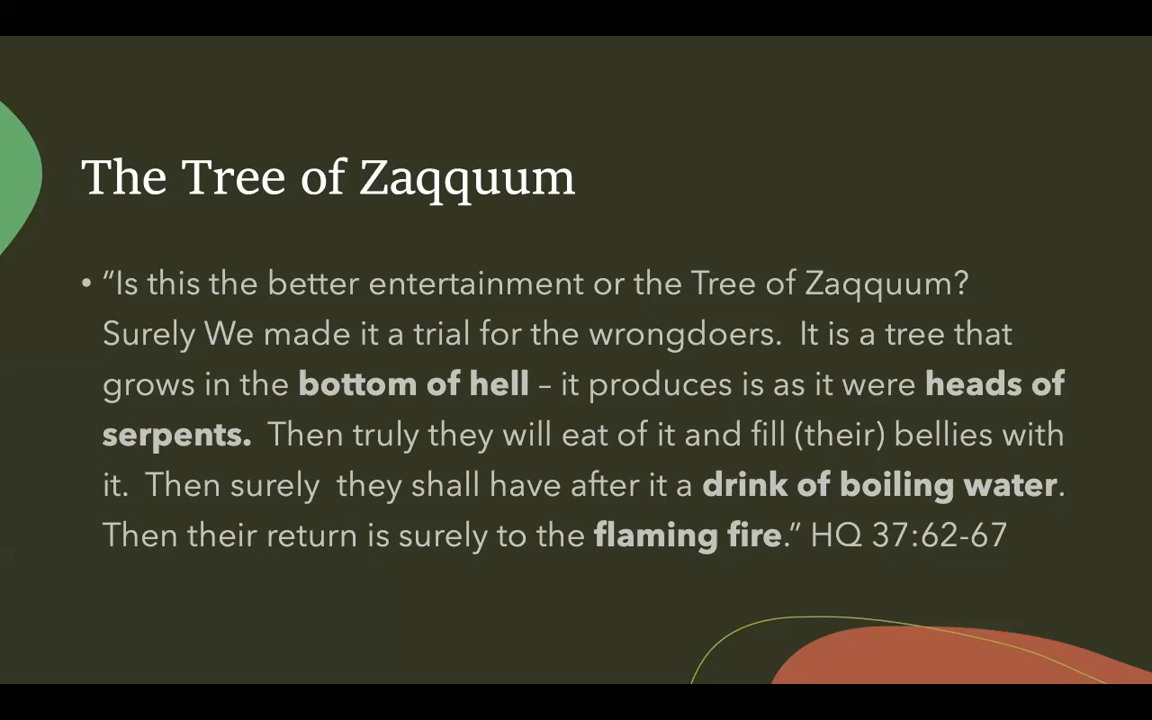 The Tree of Zaqquum
• “Is this the better entertainment or the Tree of Zaqquum?
Surely We made it a trial for the wrongdoers.  It is a tree that
grows in the bottom of hell – it produces is as it were heads of
serpents.  Then truly they will eat of it and fill (their) bellies with
it.  Then surely  they shall have after it a drink of boiling water.
Then their return is surely to the flaming fire.” HQ 37:62-67